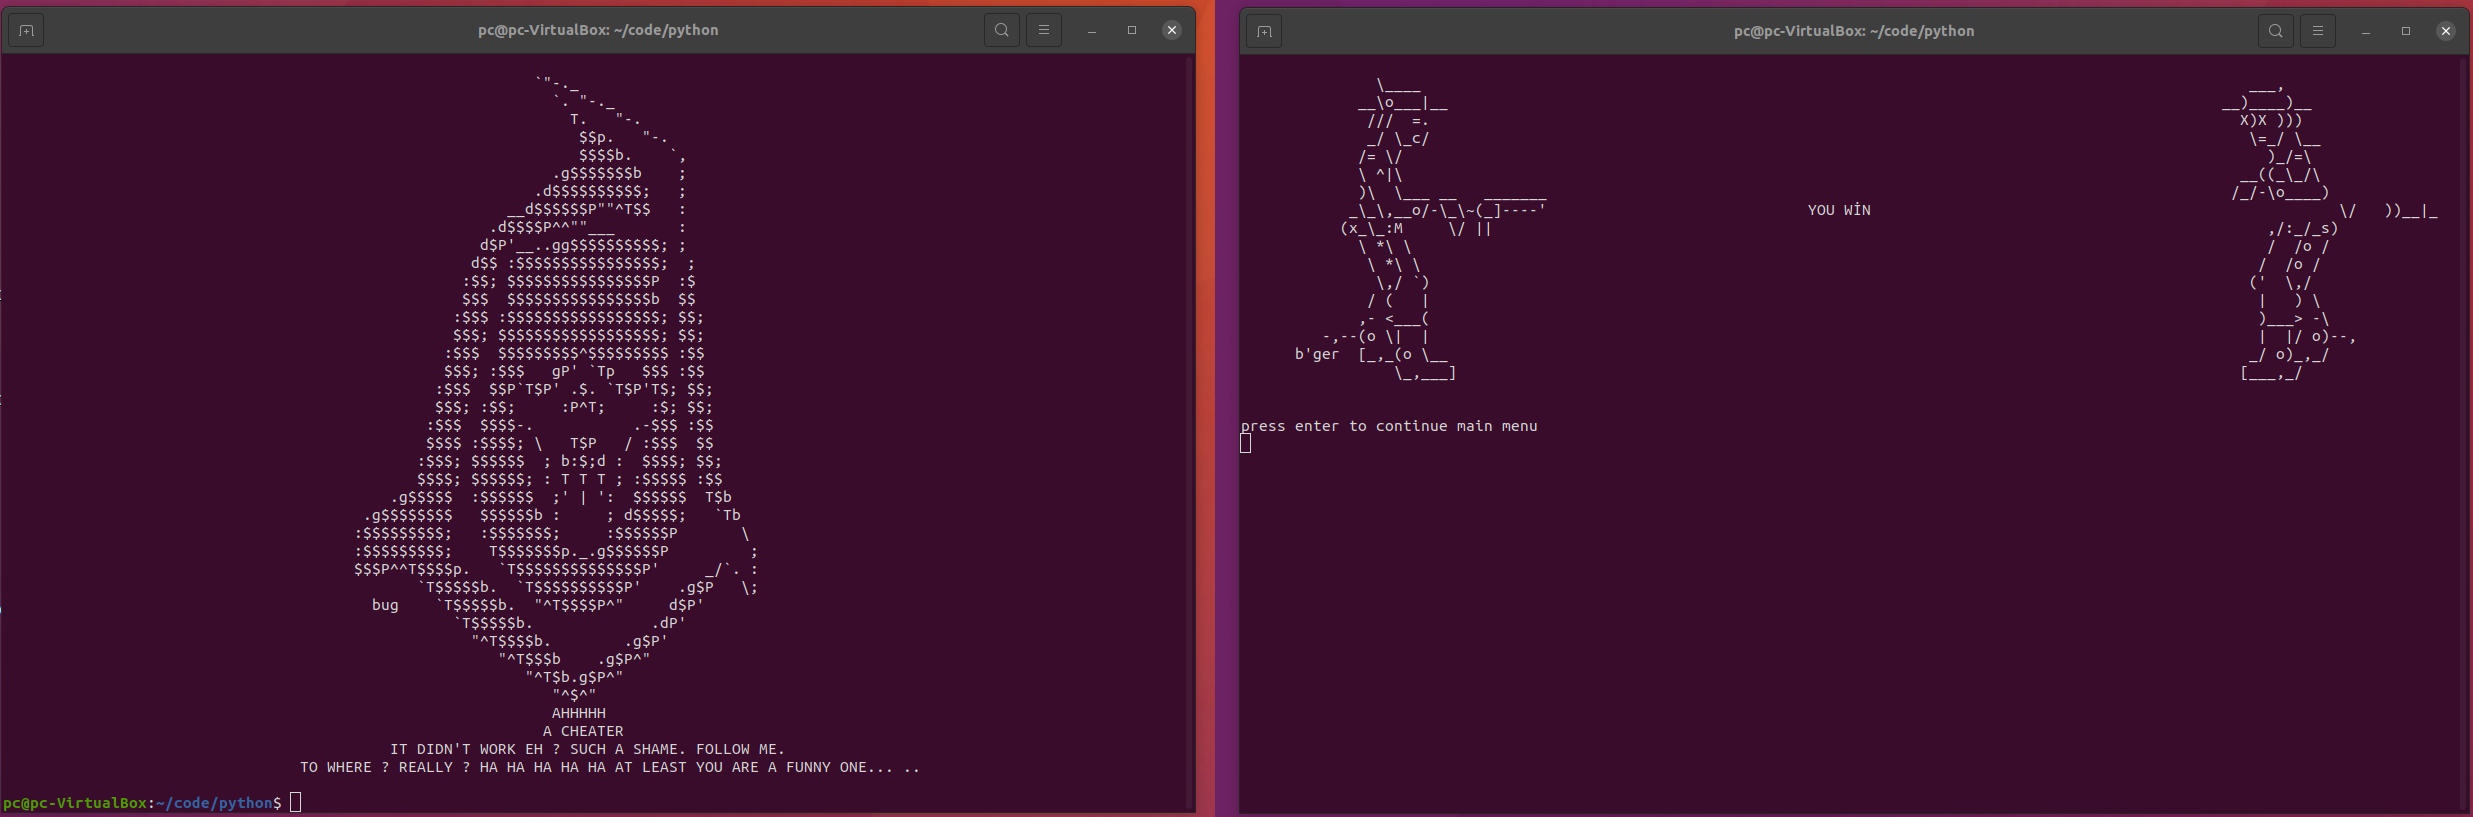 pc@pc-VirtualBox: ~/code/python
bug
AHHHHH
A CHEATER
IT DIDN'T WORK EH ? SUCH A SHAME. FOLLOW ME.
TO WHERE ? REALLY ? HA HA HA HA HA AT LEAST YOU ARE A FUNNY ONE... ..
pc@pc-VirtualBox:~/code/python$
pc@pc-VirtualBox: ~/code/python
YOU WİN
b'ger
press enter to continue main menu